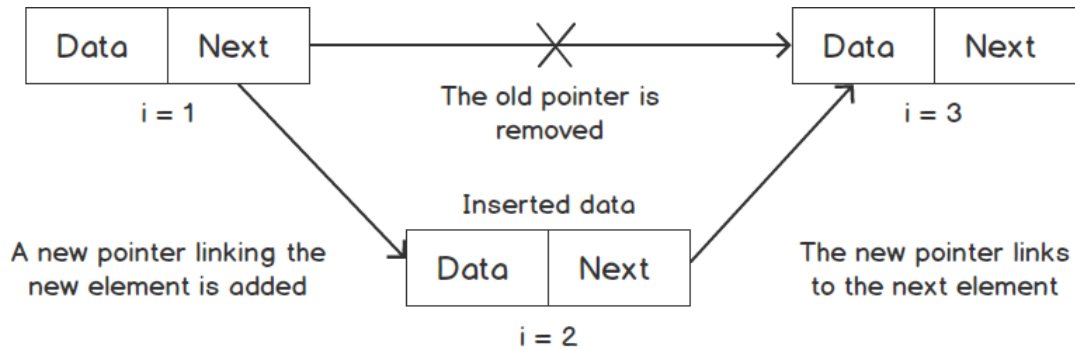 Data Next
i = 1
The old pointer is
removed
Data Next
i = 3
A new pointer linking the
new element is added
Inserted data
Data Next
i = 2
The new pointer links
to the next element